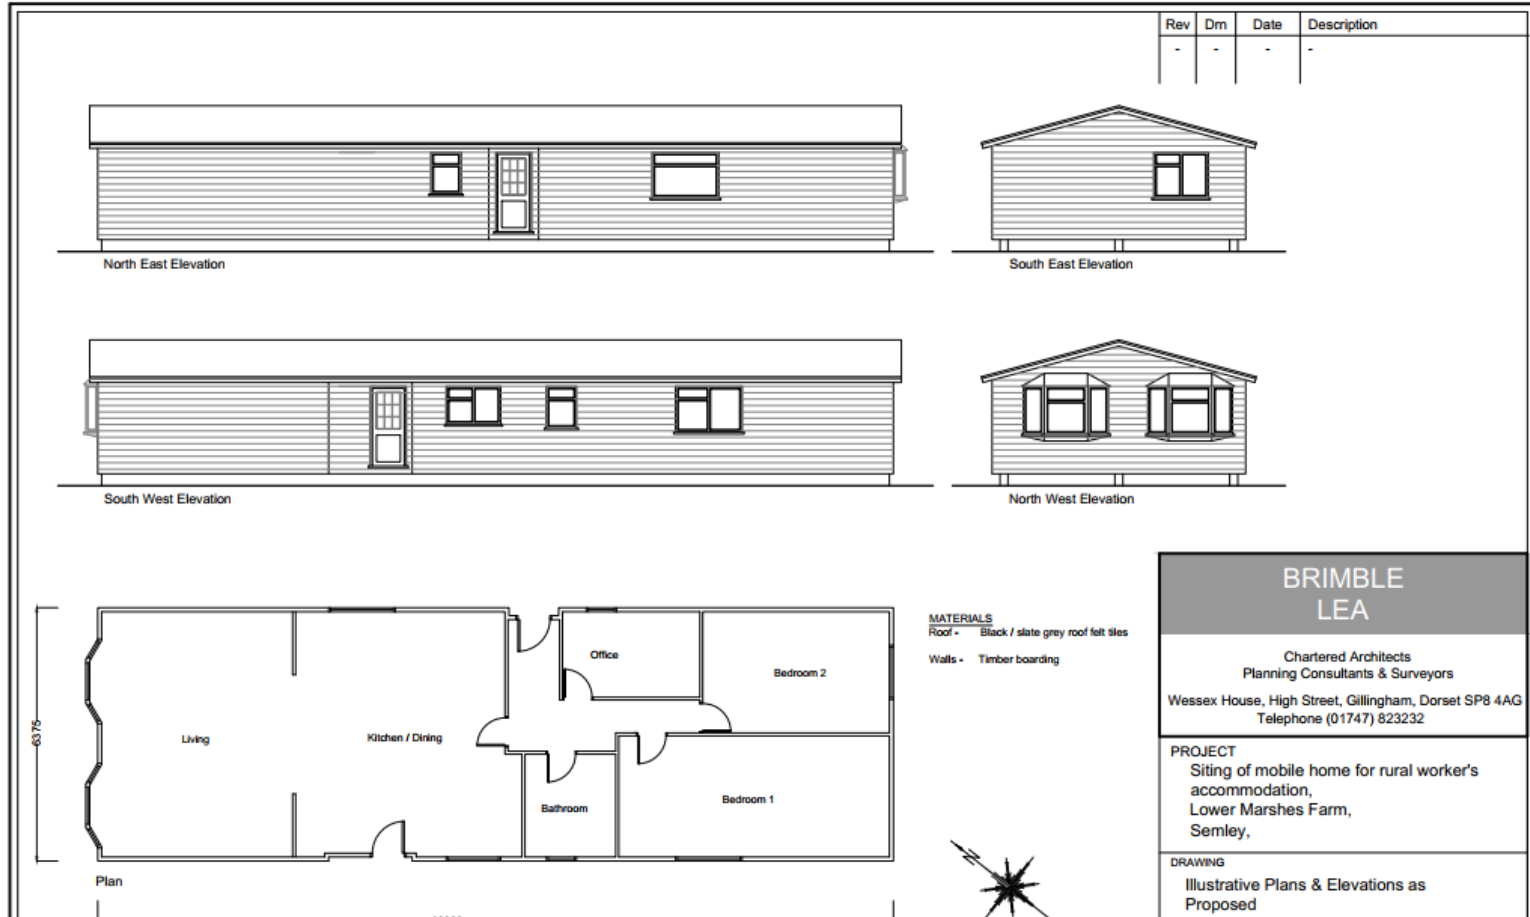 Rev Drn Date Description
- - - -
North East Elevation
South East Elevation
South West Elevation
North West Elevation
BRIMBLE
LEA
Chartered Architects
Planning Consultants & Surveyors
Wessex House, High Street, Gillingham, Dorset SP8 4AG
Telephone (01747) 823232
PROJECT
Siting of mobile home for rural worker's
accommodation,
Lower Marshes Farm,
Semley,
DRAWING
Illustrative Plans & Elevations as
Proposed
MATERIALS
Roof - Black / slate grey roof felt tiles
Walls - Timber boarding
6375
Office
Bedroom 2
Living
Kitchen / Dining
Bathroom
Bedroom 1
Plan
N